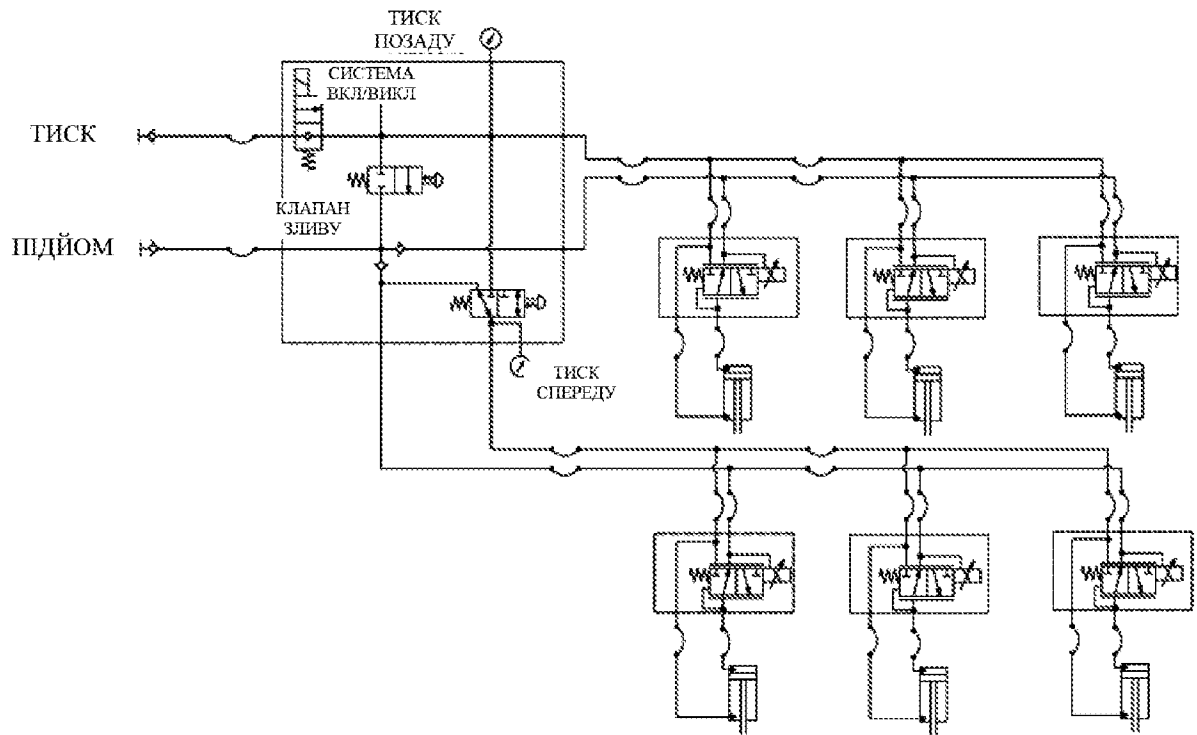 ТИСК
ПОЗАДУ
СИСТЕМА
ВКЛ/ВИКЛ
ТИСК
КЛАПАН
ЗЛИВУ
ПІДЙОМ
ТИСК
СПЕРЕДУ